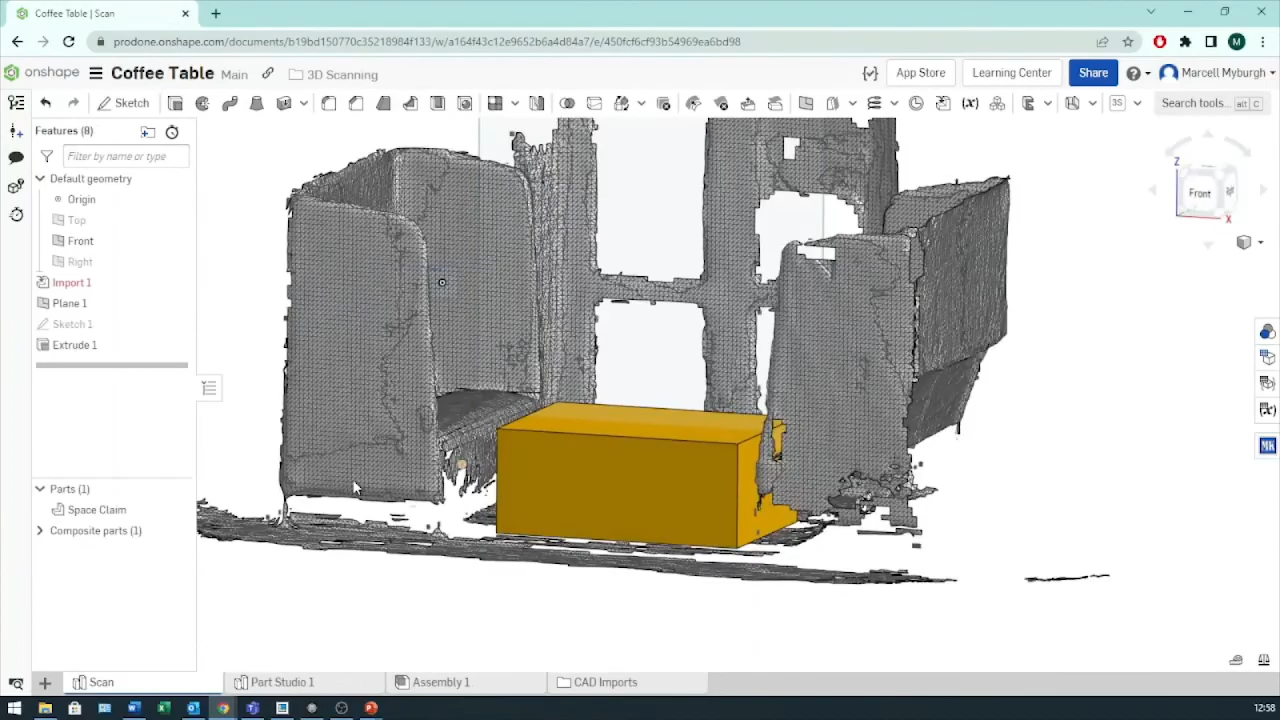 Coffee Table | Scan
prodone.onshape.com/documents/b19bd150770c35218984f133/w/a164f43c12e9652b6a4d84a7/e/450fcf6cf93b54969ea6bd98
M
onshape
Coffee Table
Main
3D Scanning
App Store
Learning Center
Share
Marcell Myburgh
Sketch
3S
Search tools...
alt
C
Features (8)
Filter by name or type
Default geometry
Origin
Top
Front
Right
Import 1
Plane 1
Sketch 1
Extrude 1
Parts (1)
Space Claim
Composite parts (1)
Z
Front
X
MK
Scan
Part Studio 1
Assembly 1
CAD Imports
12:58